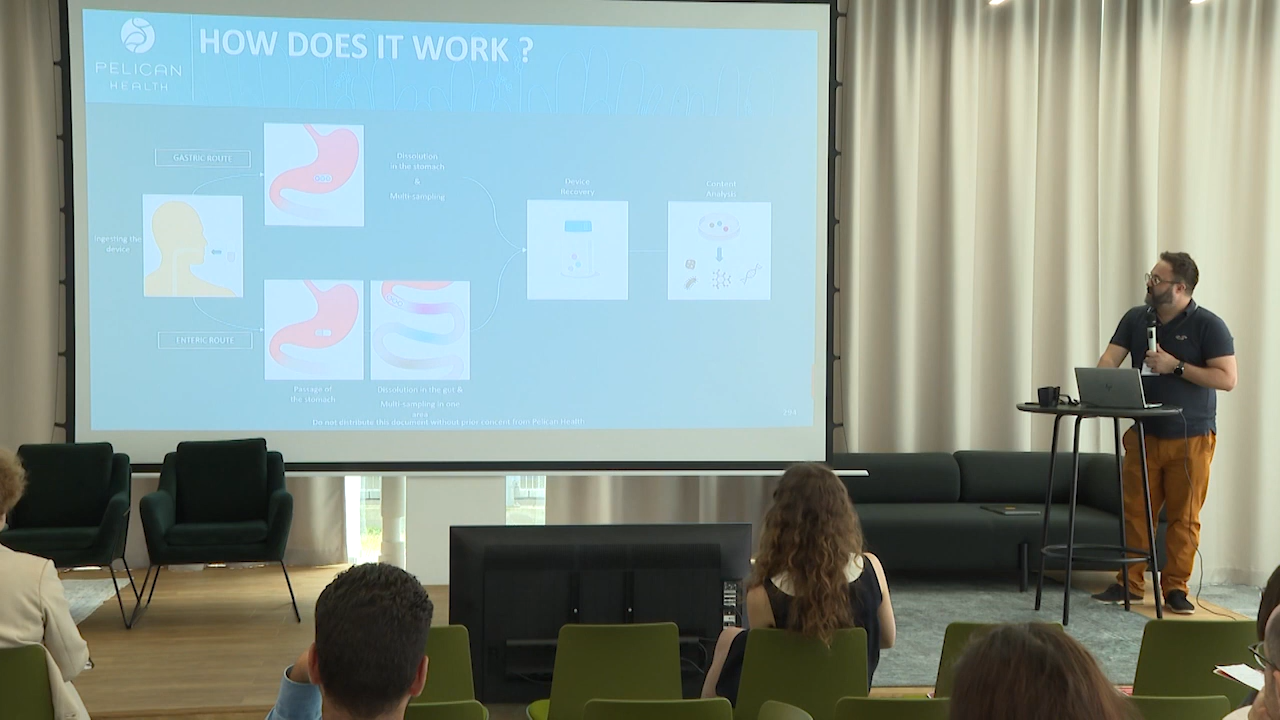 PELICAN
HEALTH
HOW DOES IT WORK ?
GASTRIC ROUTE
Dissolution
in the stomach
&
Multi-sampling
Ingesting the
device
ENTERIC ROUTE
Passage of
the stomach
Dissolution in the gut &
Multi-sampling in one
area
Device
Recovery
Content
Analysis
Do not distribute this document without prior concent from Pelican Health